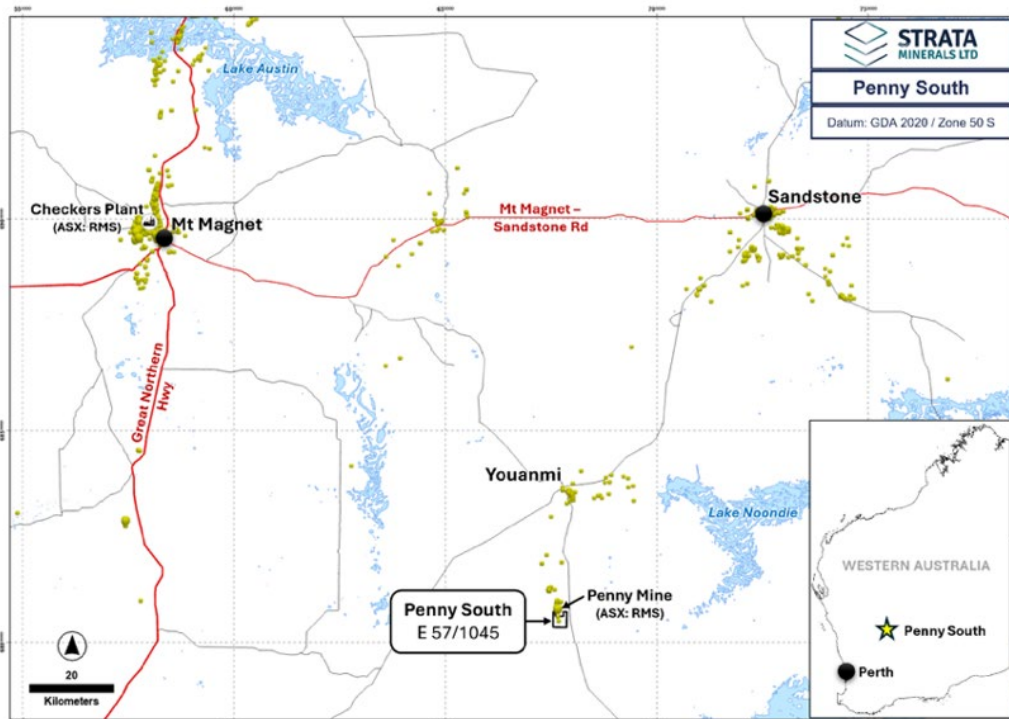 STRATA
MINERALS LTD
Penny South
Datum: GDA 2020 / Zone 50 S
Lake Austin
Checkers Plant
(ASX: RMS)
Mt Magnet
Mt Magnet –
Sandstone Rd
Sandstone
Great Northern
Hwy
Youanmi
Lake Noondie
Penny South
E 57/1045
Penny Mine
(ASX: RMS)
20
Kilometers
WESTERN AUSTRALIA
Penny South
Perth